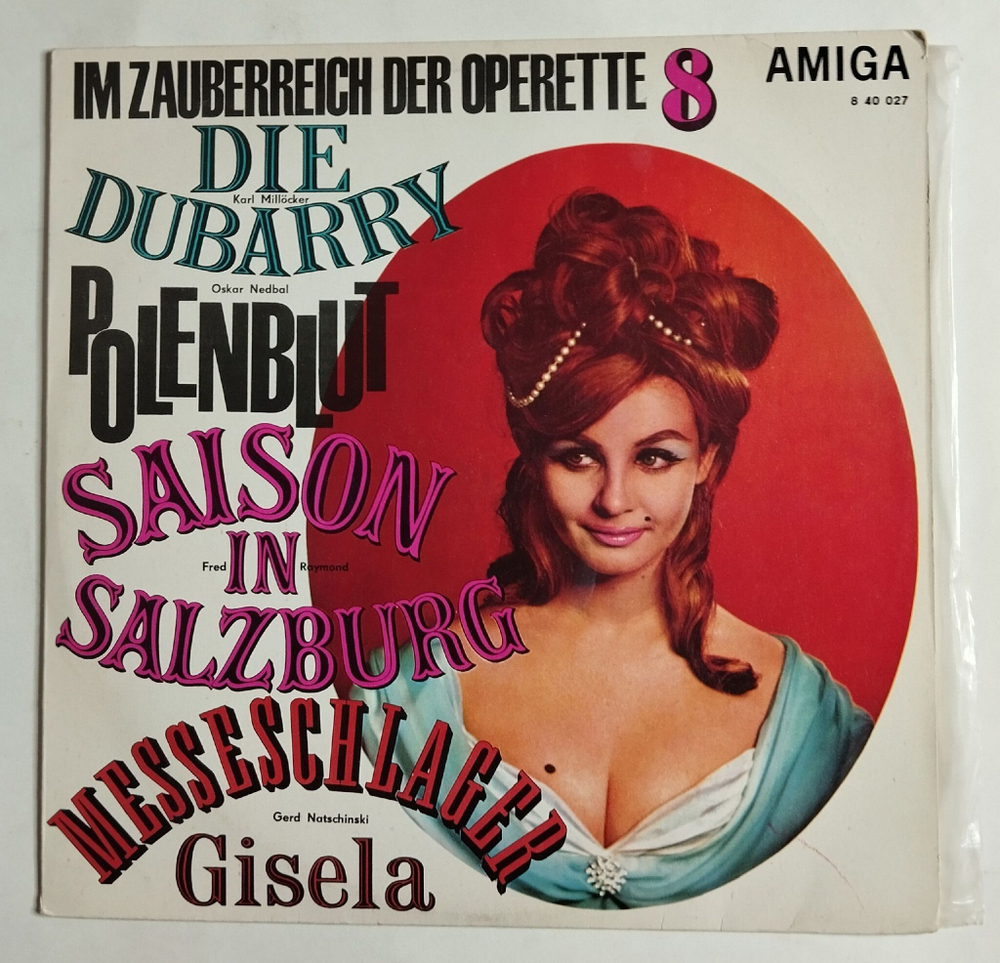 IM ZAUBERREICH DER OPERETTE 8
AMIGA
8 40 027
DIE
Karl Millöcker
DUBARRY
Oskar Nedbal
POLENBLUT
SAISON
Fred IN Raymond
SALZBURG
MESSESCHLAGER
Gerd Natschinski
Gisela